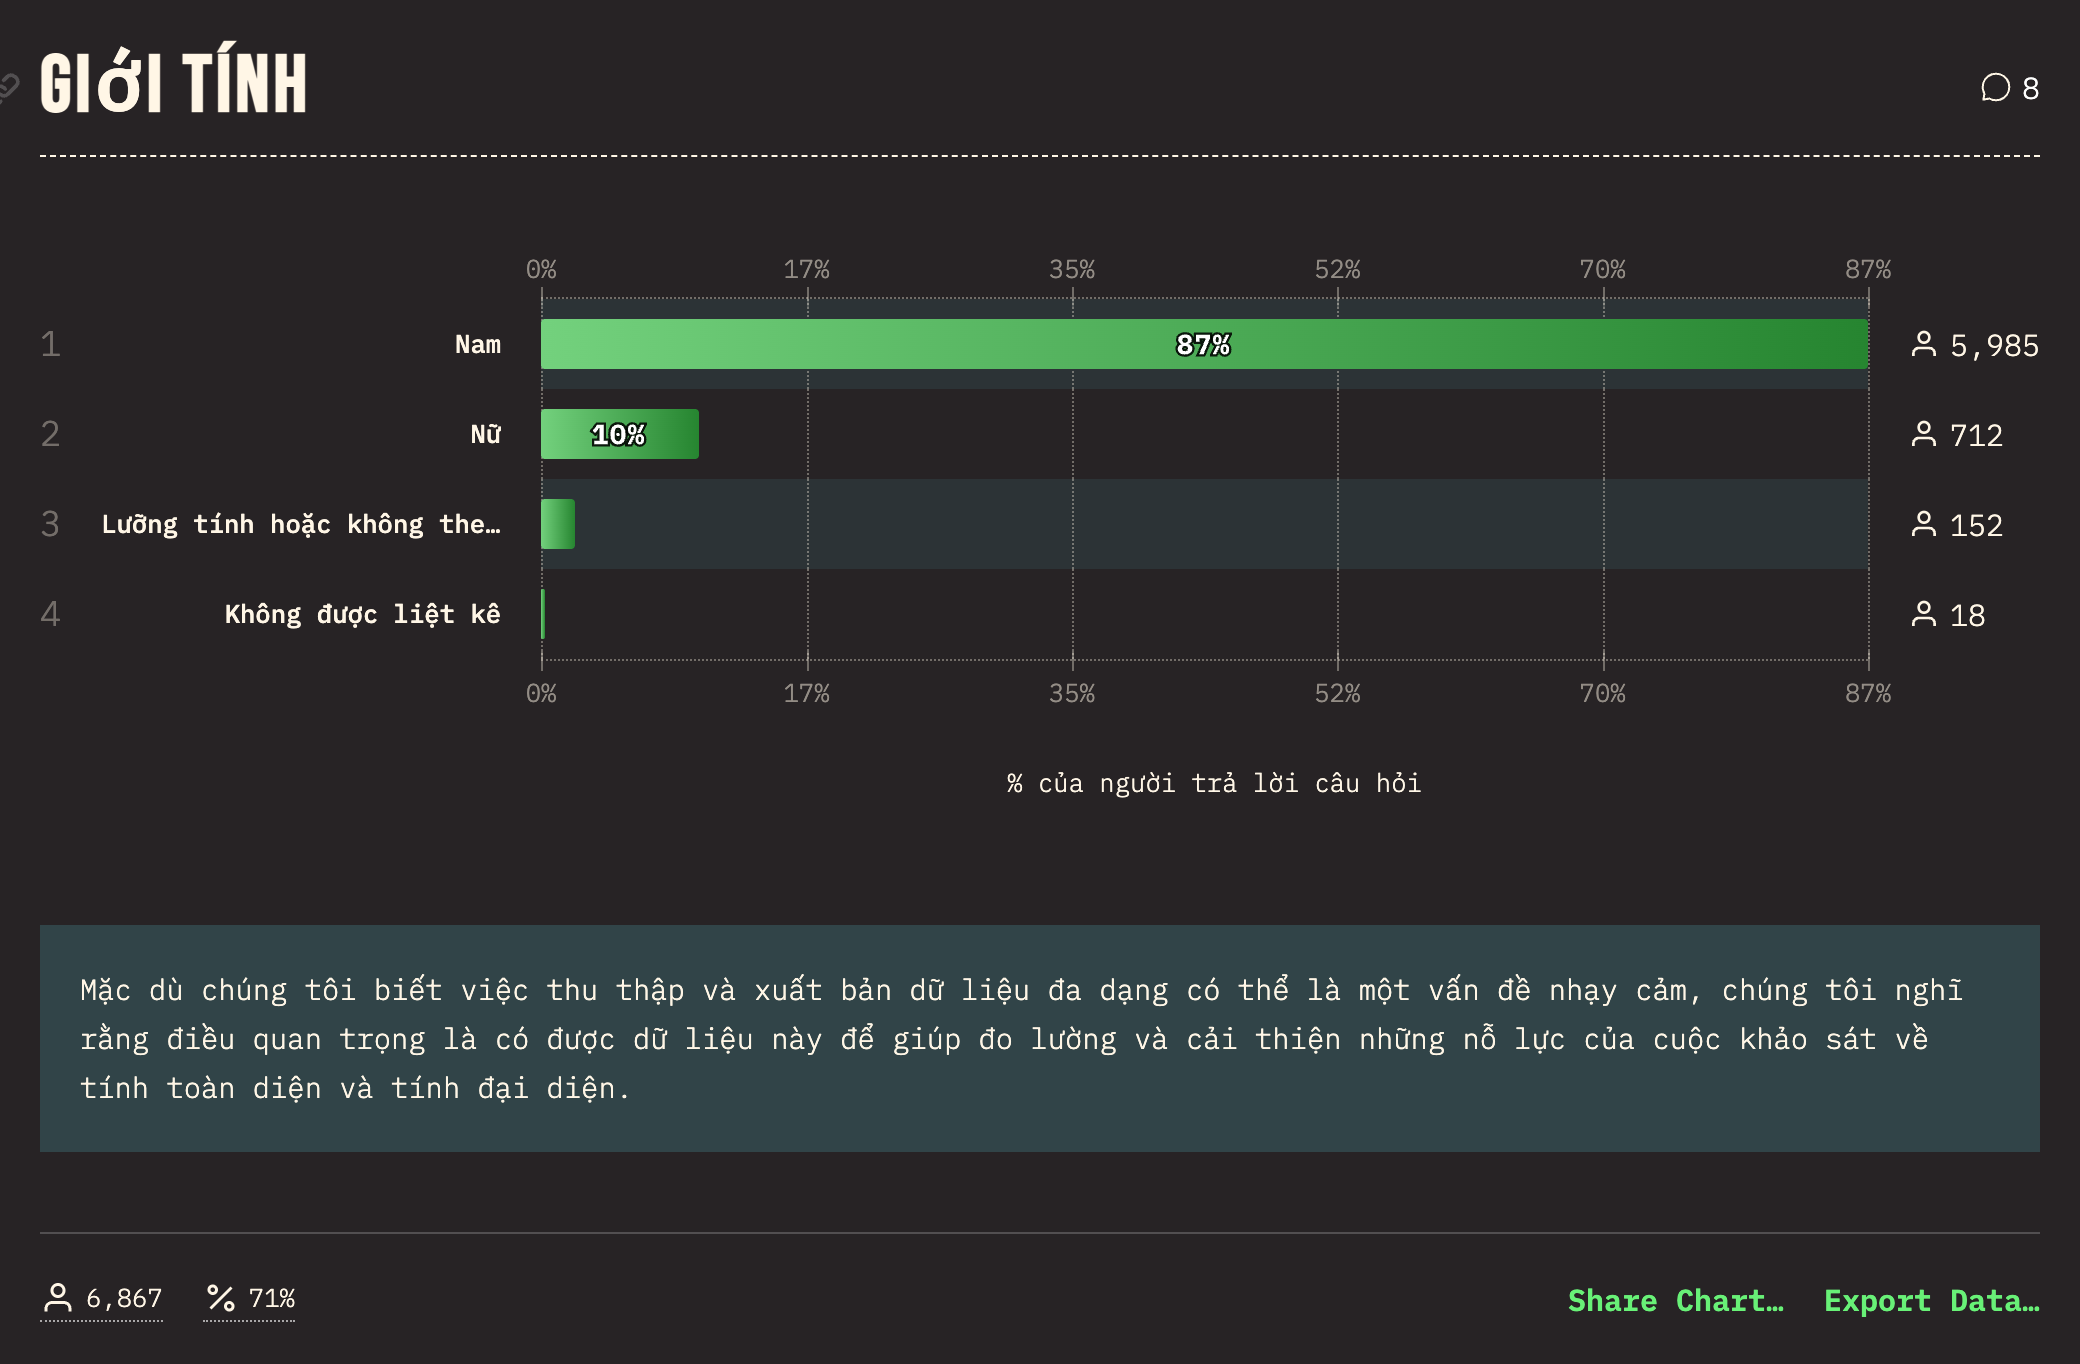 GIỚI TÍNH
8
0% 17% 35% 52% 70% 87%
1 Nam 87% 5,985
2 Nữ 10% 712
3 Lưỡng tính hoặc không the… 152
4 Không được liệt kê 18
0% 17% 35% 52% 70% 87%
% của người trả lời câu hỏi
Mặc dù chúng tôi biết việc thu thập và xuất bản dữ liệu đa dạng có thể là một vấn đề nhạy cảm, chúng tôi nghĩ
rằng điều quan trọng là có được dữ liệu này để giúp đo lường và cải thiện những nỗ lực của cuộc khảo sát về
tính toàn diện và tính đại diện.
6,867 71% Share Chart… Export Data…